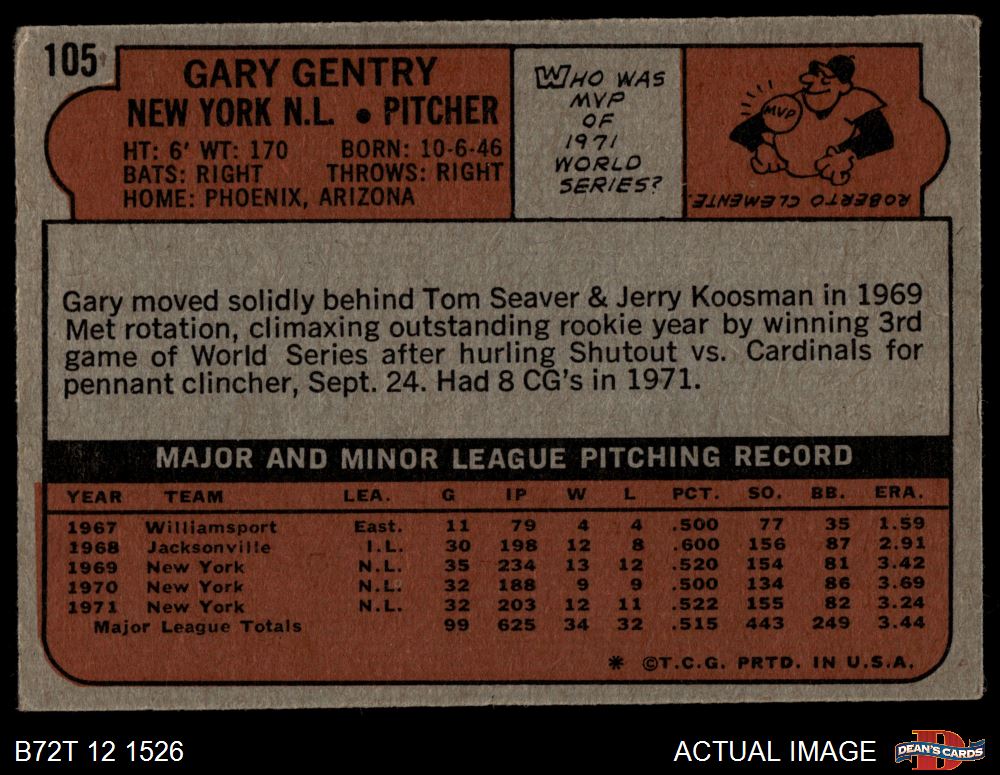 105
GARY GENTRY
NEW YORK N.L. • PITCHER
HT: 6' WT: 170 BORN: 10-6-46
BATS: RIGHT THROWS: RIGHT
HOME: PHOENIX, ARIZONA
WHO WAS
MVP
OF
1971
WORLD
SERIES?
MVP
ROBERTO CLEMENTE.
Gary moved solidly behind Tom Seaver & Jerry Koosman in 1969
Met rotation, climaxing outstanding rookie year by winning 3rd
game of World Series after hurling Shutout vs. Cardinals for
pennant clincher, Sept. 24. Had 8 CG's in 1971.
MAJOR AND MINOR LEAGUE PITCHING RECORD
YEAR TEAM LEA. G IP W L PCT. SO. BB. ERA.
1967 Williamsport East. 11 79 4 4 .500 77 35 1.59
1968 Jacksonville I.L. 30 198 12 8 .600 156 87 2.91
1969 New York N.L. 35 234 13 12 .520 154 81 3.42
1970 New York N.L. 32 188 9 9 .500 134 86 3.69
1971 New York N.L. 32 203 12 11 .522 155 82 3.24
Major League Totals 99 625 34 32 .515 443 249 3.44
* ©T.C.G. PRTD. IN U.S.A.
B72T 12 1526
ACTUAL IMAGE
D
DEAN'S CARDS